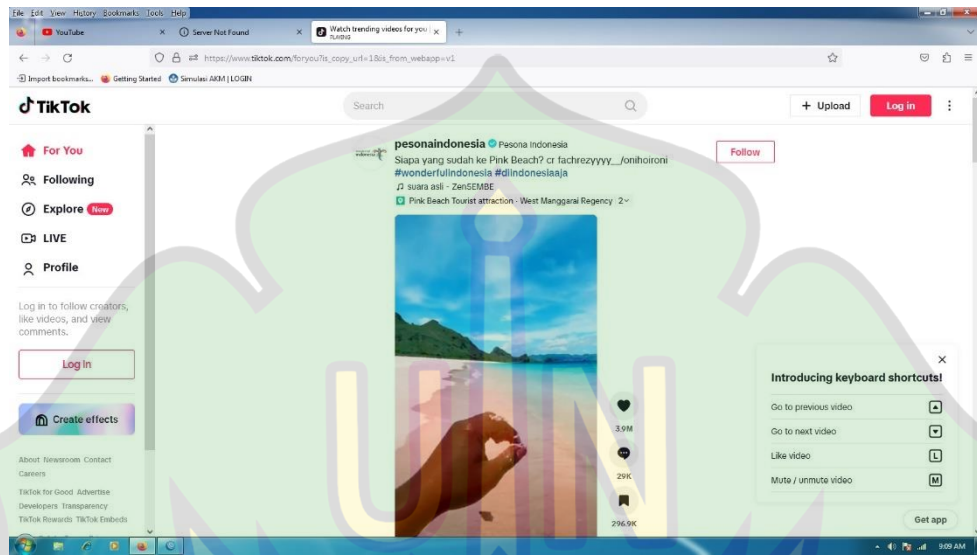 File Edit View History Bookmarks Tools Help
YouTube
Server Not Found
Watch trending videos for you |
PLAYING
https://www.tiktok.com/foryou?is_copy_url=1&is_from_webapp=v1
Import bookmarks...
Getting Started
Simulasi AKM | LOGIN
TikTok
Search
+ Upload
Log in
For You
Following
Explore New
LIVE
Profile
Log in to follow creators,
like videos, and view
comments.
Log in
Create effects
About Newsroom Contact
Careers
TikTok for Good Advertise
Developers Transparency
TikTok Rewards TikTok Embeds
pesonaindonesia Pesona Indonesia
Follow
Siapa yang sudah ke Pink Beach? cr fachrezyyyy__/onihoironi
#wonderfulindonesia #diindonesiaaja
suara asli - ZenSEMBE
Pink Beach Tourist attraction · West Manggarai Regency 2
3.9M
29K
296.9K
Introducing keyboard shortcuts!
Go to previous video
Go to next video
Like video L
Mute / unmute video M
Get app
9:09 AM
UIN